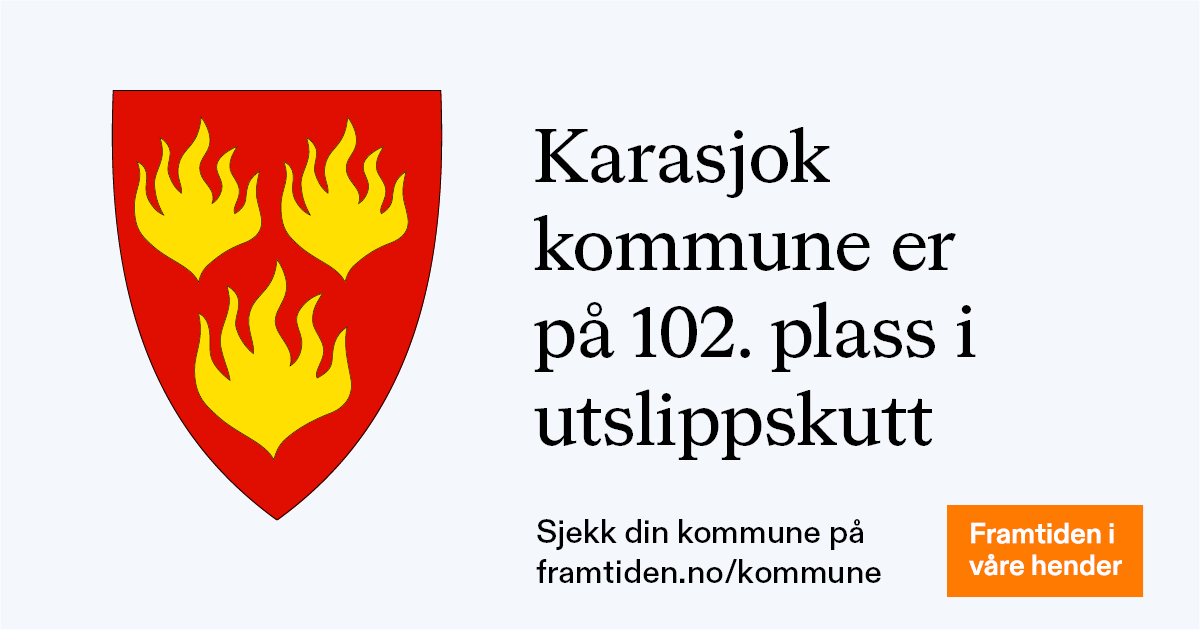 Karasjok
kommune er
på 102. plass i
utslippskutt
Sjekk din kommune på
framtiden.no/kommune
Framtiden i
våre hender